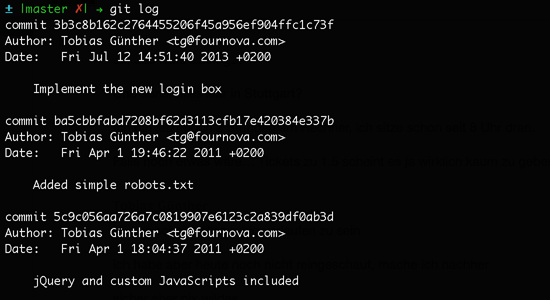 ± |master ✗| → git log
commit 3b3c8b162c2764455206f45a956ef904ffc1c73f
Author: Tobias Günther <tg@fournova.com>
Date:   Fri Jul 12 14:51:40 2013 +0200
    Implement the new login box
commit ba5cbbfabd7208bf62d3113cfb17e420384e337b
Author: Tobias Günther <tg@fournova.com>
Date:   Fri Apr 1 19:46:22 2011 +0200
    Added simple robots.txt
commit 5c9c056aa726a7c0819907e6123c2a839df0ab3d
Author: Tobias Günther <tg@fournova.com>
Date:   Fri Apr 1 18:04:37 2011 +0200
    jQuery and custom JavaScripts included